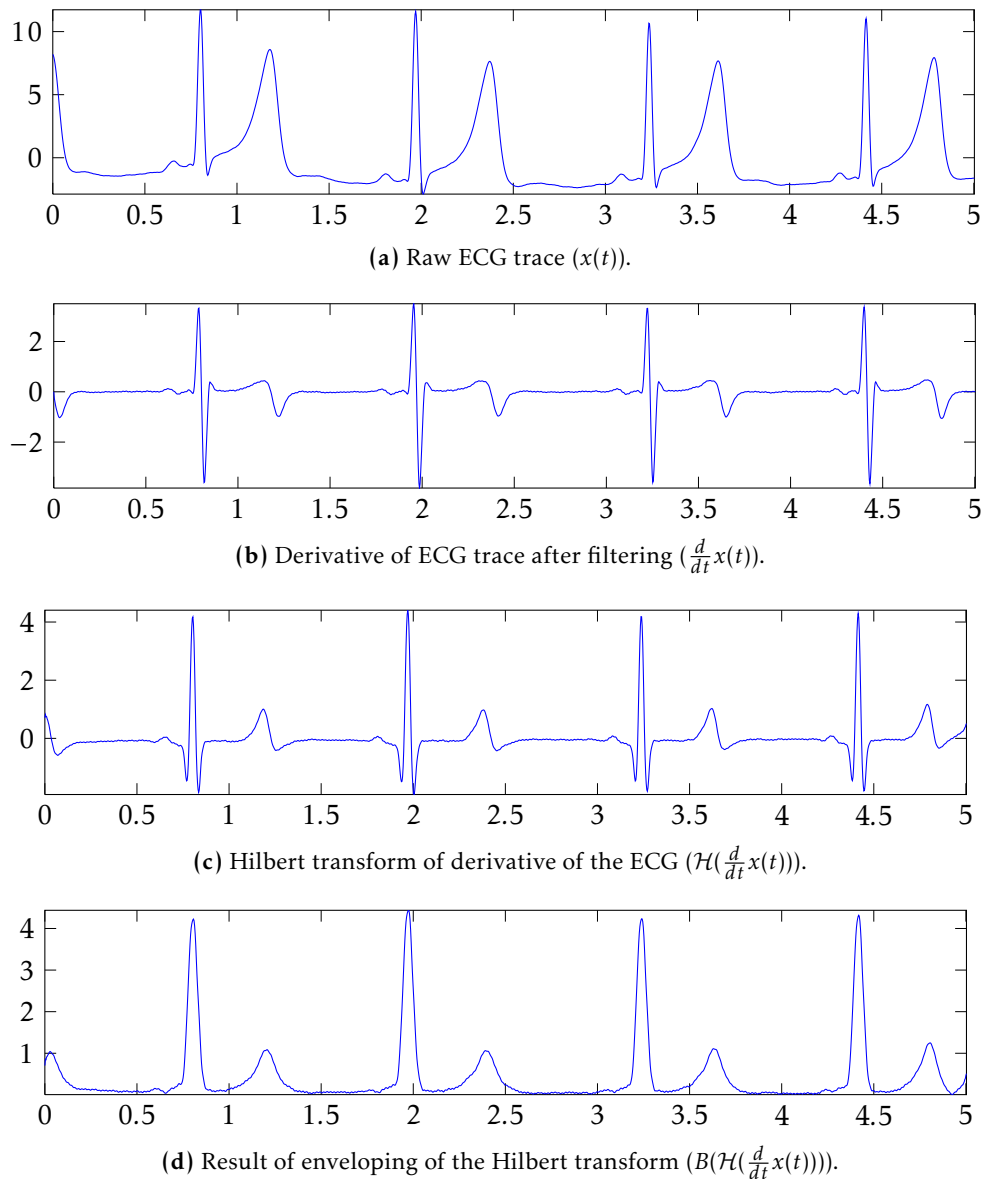 10
5
0
0 0.5 1 1.5 2 2.5 3 3.5 4 4.5 5
(a) Raw ECG trace (x(t)).
2
0
−2
0 0.5 1 1.5 2 2.5 3 3.5 4 4.5 5
(b) Derivative of ECG trace after filtering (d/dt x(t)).
4
2
0
0 0.5 1 1.5 2 2.5 3 3.5 4 4.5 5
(c) Hilbert transform of derivative of the ECG (ℋ(d/dt x(t))).
4
3
2
1
0 0.5 1 1.5 2 2.5 3 3.5 4 4.5 5
(d) Result of enveloping of the Hilbert transform (B(ℋ(d/dt x(t)))).